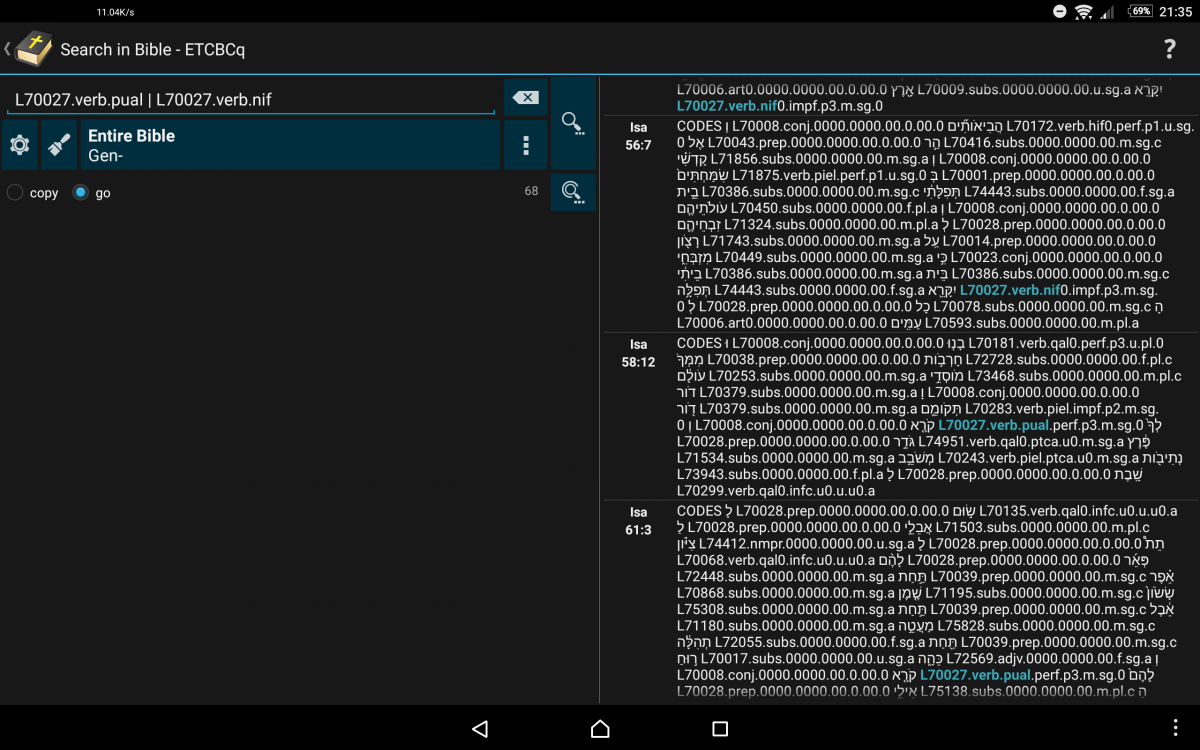 11.04K/s
69% 21:35
Search in Bible - ETCBCq
?
L70027.verb.pual | L70027.verb.nif
Entire Bible
Gen-
copy go 68
L70006.art0.0000.0000.00.0.00.0 אָ֑רֶץ L70009.subs.0000.0000.00.u.sg.a יִקָּרֵֽא
L70027.verb.nif0.impf.p3.m.sg.0
Isa
56:7
CODES וַ L70008.conj.0000.0000.00.0.00.0 הֲבִיאוֹתִ֞ים L70172.verb.hif0.perf.p1.u.sg.
0 אֶל L70043.prep.0000.0000.00.0.00.0 הַ֣ר L70416.subs.0000.0000.00.m.sg.c
קָדְשִׁ֗י L71856.subs.0000.0000.00.m.sg.a וְ L70008.conj.0000.0000.00.0.00.0
שִׂמַּחְתִּים֙ L71875.verb.piel.perf.p1.u.sg.0 בְּ L70001.prep.0000.0000.00.0.00.0
בֵ֣ית L70386.subs.0000.0000.00.m.sg.c תְּפִלָּתִ֔י L74443.subs.0000.0000.00.f.sg.a
עוֹלֹתֵיהֶ֧ם L70450.subs.0000.0000.00.f.pl.a וְ L70008.conj.0000.0000.00.0.00.0
זִבְחֵיהֶ֛ם L71324.subs.0000.0000.00.m.pl.a לְ L70028.prep.0000.0000.00.0.00.0
רָצ֖וֹן L71743.subs.0000.0000.00.m.sg.a עַֽל L70014.prep.0000.0000.00.0.00.0
מִזְבְּחִ֑י L70449.subs.0000.0000.00.m.sg.a כִּ֣י L70023.conj.0000.0000.00.0.00.0
בֵיתִ֔י L70386.subs.0000.0000.00.m.sg.a בֵּית L70386.subs.0000.0000.00.m.sg.c
תְּפִלָּ֥ה L74443.subs.0000.0000.00.f.sg.a יִקָּרֵ֖א L70027.verb.nif0.impf.p3.m.sg.
0 לְ L70028.prep.0000.0000.00.0.00.0 כָל L70078.subs.0000.0000.00.m.sg.c הָ
L70006.art0.0000.0000.00.0.00.0 עַמִּֽים L70593.subs.0000.0000.00.m.pl.a
Isa
58:12
CODES וּ L70008.conj.0000.0000.00.0.00.0 בָנ֤וּ L70181.verb.qal0.perf.p3.u.pl.0
מִמְּךָ֙ L70038.prep.0000.0000.00.0.00.0 חָרְב֣וֹת L72728.subs.0000.0000.00.f.pl.c
עוֹלָ֔ם L70253.subs.0000.0000.00.m.sg.a מוֹסְדֵ֥י L73468.subs.0000.0000.00.m.pl.c
דוֹר L70379.subs.0000.0000.00.m.sg.a וָ L70008.conj.0000.0000.00.0.00.0
ד֖וֹר L70379.subs.0000.0000.00.m.sg.a תְּקוֹמֵ֑ם L70283.verb.piel.impf.p2.m.sg.
0 וְ L70008.conj.0000.0000.00.0.00.0 קֹרָ֤א L70027.verb.pual.perf.p3.m.sg.0 לְךָ֙
L70028.prep.0000.0000.00.0.00.0 גֹּדֵ֣ר L74951.verb.qal0.ptca.u0.m.sg.a פֶּ֔רֶץ
L71534.subs.0000.0000.00.m.sg.a מְשֹׁבֵ֥ב L70243.verb.piel.ptca.u0.m.sg.a נְתִיב֖וֹת
L73943.subs.0000.0000.00.f.pl.a לָ L70028.prep.0000.0000.00.0.00.0 שָֽׁבֶת
L70299.verb.qal0.infc.u0.u.u0.a
Isa
61:3
CODES לָ L70028.prep.0000.0000.00.0.00.0 שׂ֣וּם L70135.verb.qal0.infc.u0.u.u0.a
לַ L70028.prep.0000.0000.00.0.00.0 אֲבֵלֵ֣י L71503.subs.0000.0000.00.m.pl.c
צִיּ֗וֹן L74412.nmpr.0000.0000.00.u.sg.a לָ L70028.prep.0000.0000.00.0.00.0 תֵת֩
L70068.verb.qal0.infc.u0.u.u0.a לָהֶ֨ם L70028.prep.0000.0000.00.0.00.0 פְּאֵ֜ר
L72448.subs.0000.0000.00.m.sg.a תַּ֣חַת L70039.prep.0000.0000.00.m.sg.c אֵ֗פֶר
L70868.subs.0000.0000.00.m.sg.a שֶׁ֤מֶן L71195.subs.0000.0000.00.m.sg.c שָׂשׂוֹן֙
L75308.subs.0000.0000.00.m.sg.a תַּ֣חַת L70039.prep.0000.0000.00.m.sg.c אֵ֔בֶל
L71180.subs.0000.0000.00.m.sg.a מַעֲטֵ֣ה L75828.subs.0000.0000.00.m.sg.c
תְהִלָּ֔ה L72055.subs.0000.0000.00.f.sg.a תַּ֖חַת L70039.prep.0000.0000.00.m.sg.c
ר֣וּחַ L70017.subs.0000.0000.00.u.sg.a כֵּהָ֑ה L72569.adjv.0000.0000.00.f.sg.a וְ
L70008.conj.0000.0000.00.0.00.0 קֹרָ֤א L70027.verb.pual.perf.p3.m.sg.0 לָהֶם֙
L70028.prep.0000.0000.00.0.00.0 אֵילֵ֣י L75138.subs.0000.0000.00.m.pl.c הַ